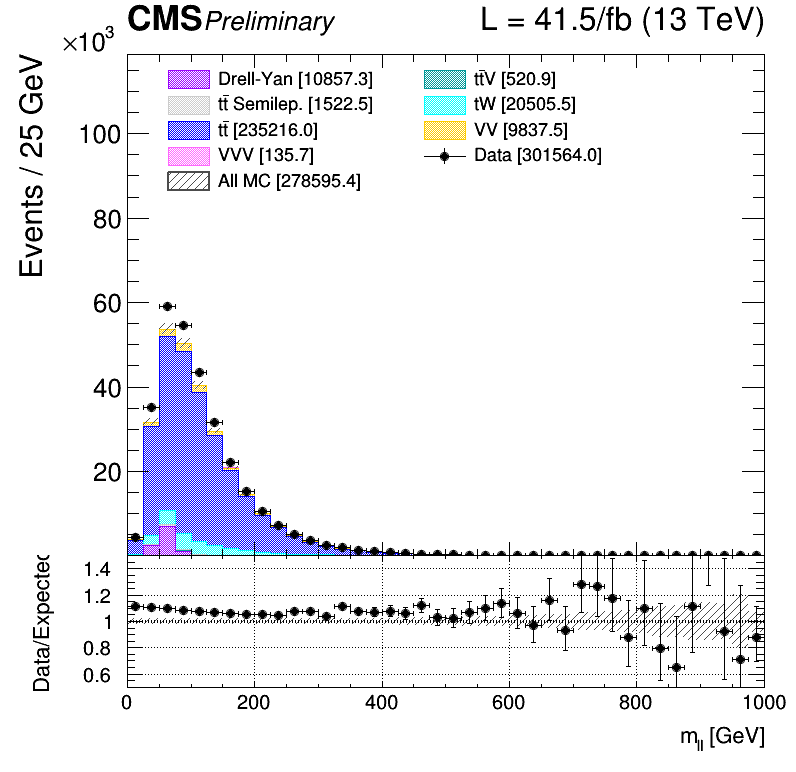 CMS Preliminary L = 41.5/fb (13 TeV)
×10³
Events / 25 GeV
Drell-Yan [10857.3]
tt̄ Semilep. [1522.5]
tt̄ [235216.0]
VVV [135.7]
All MC [278595.4]
tt̄V [520.9]
tW [20505.5]
VV [9837.5]
Data [301564.0]
100
80
60
40
20
Data/Expected
1.4
1.2
1
0.8
0.6
0 200 400 600 800 1000
m_ll [GeV]